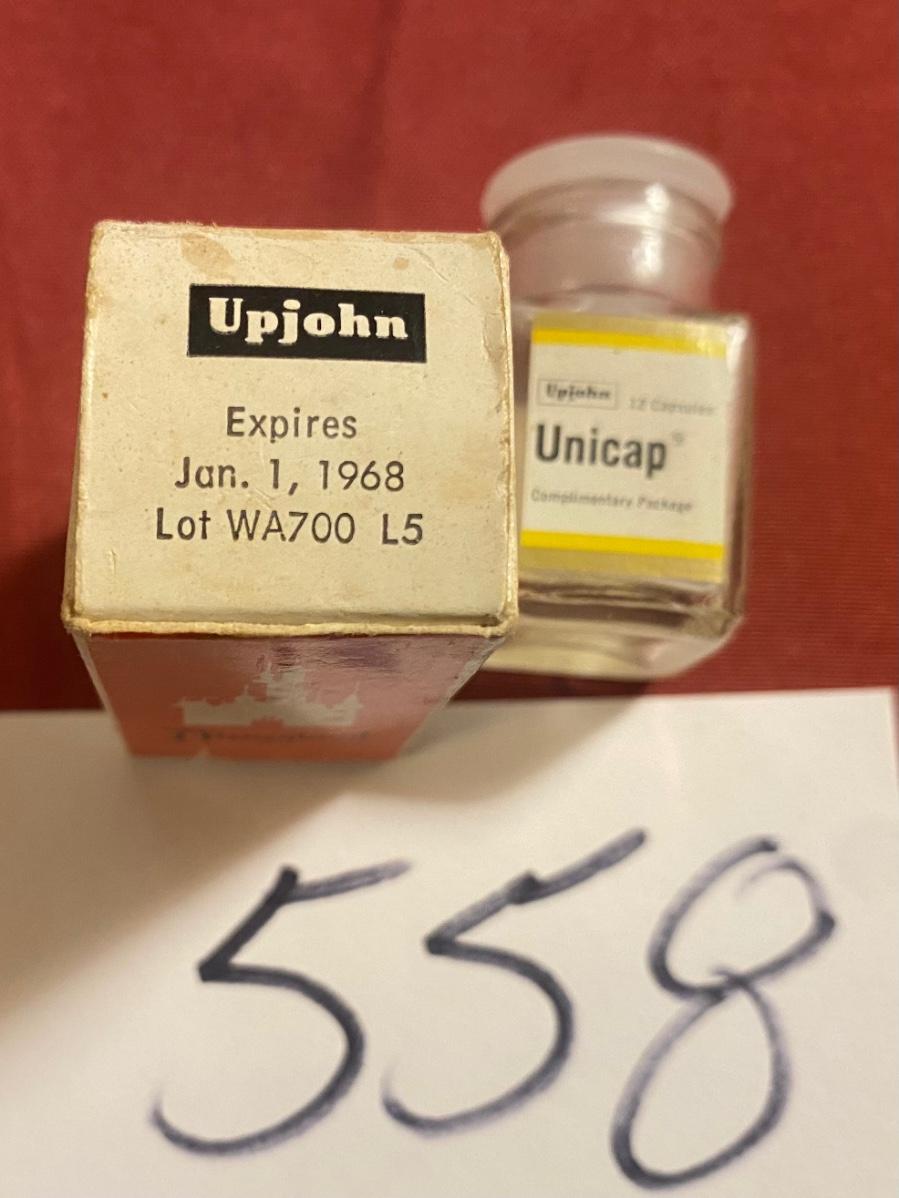 Upjohn
Expires
Jan. 1, 1968
Lot WA700 L5
Upjohn 12 Capsules
Unicap®
Complimentary Package
558